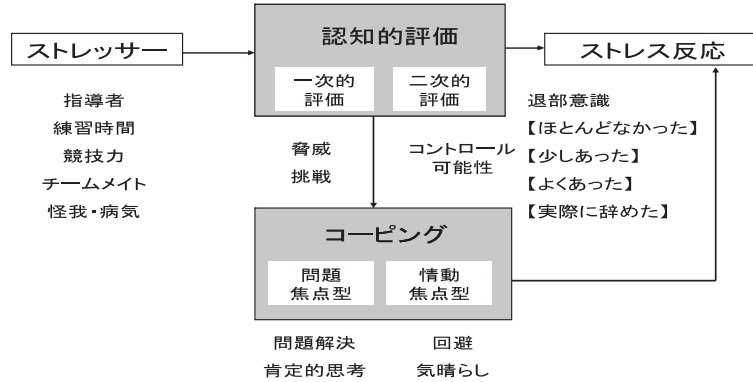 ストレッサー
指導者
練習時間
競技力
チームメイト
怪我・病気
認知的評価
一次的
評価
二次的
評価
脅威
挑戦
コントロール
可能性
コーピング
問題
焦点型
情動
焦点型
問題解決
肯定的思考
回避
気晴らし
ストレス反応
退部意識
【ほとんどなかった】
【少しあった】
【よくあった】
【実際に辞めた】